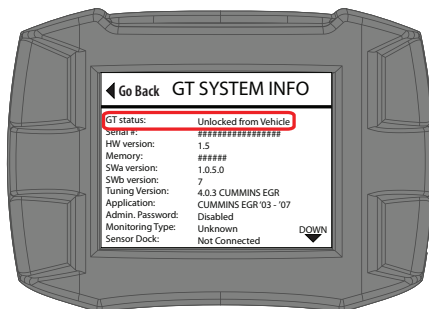 Go Back GT SYSTEM INFO
GT status: Unlocked from Vehicle
Serial #: ################
HW version: 1.5
Memory: ######
SWa version: 1.0.5.0
SWb version: 7
Tuning Version: 4.0.3 CUMMINS EGR
Application: CUMMINS EGR '03 - '07
Admin. Password: Disabled
Monitoring Type: Unknown
Sensor Dock: Not Connected
DOWN